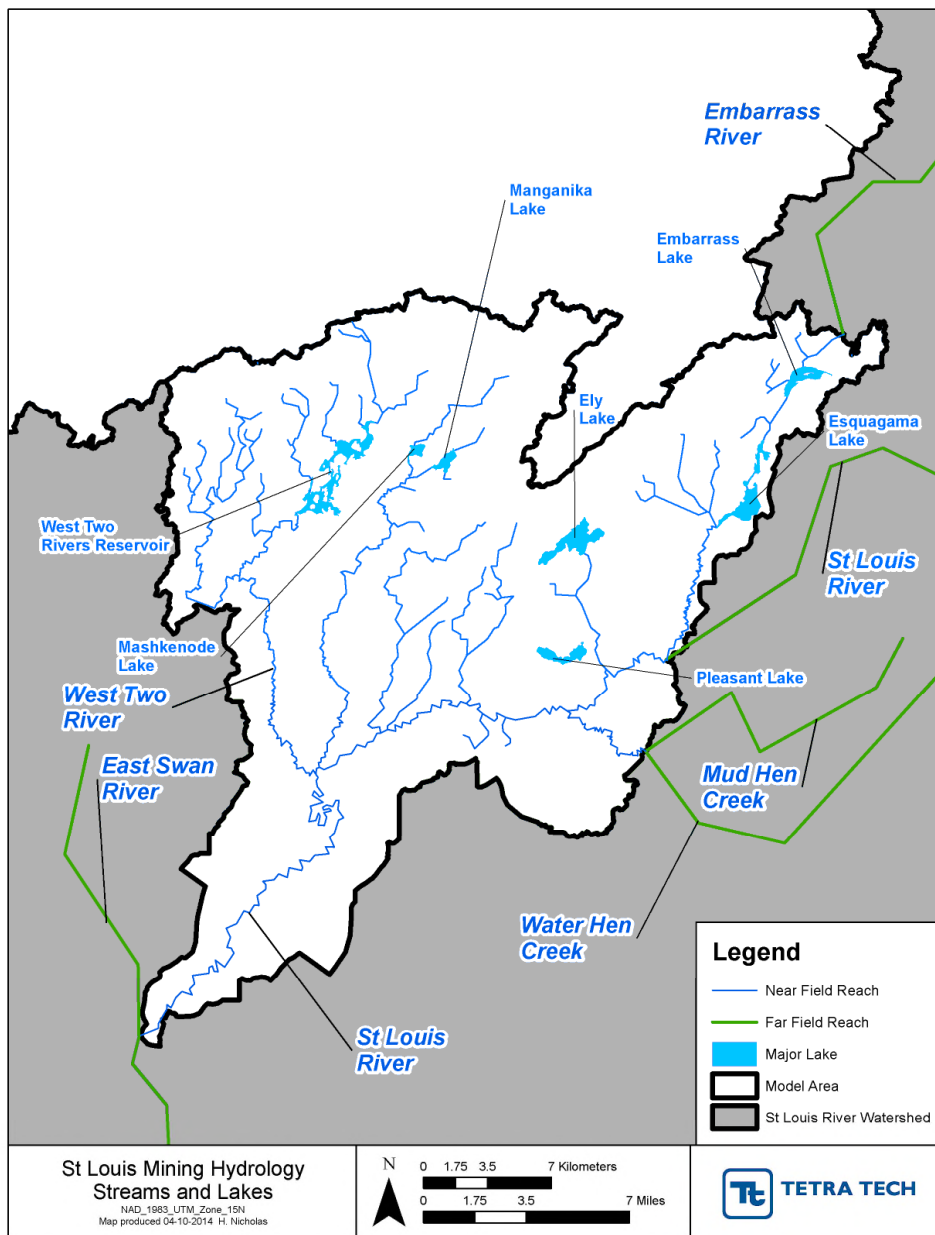 Embarrass
River
Manganika
Lake
Embarrass
Lake
Ely
Lake
Esquagama
Lake
West Two
Rivers Reservoir
St Louis
River
Mashkenode
Lake
Pleasant Lake
West Two
River
East Swan
River
Mud Hen
Creek
Water Hen
Creek
St Louis
River
Legend
Near Field Reach
Far Field Reach
Major Lake
Model Area
St Louis River Watershed
St Louis Mining Hydrology
Streams and Lakes
NAD_1983_UTM_Zone_15N
Map produced 04-10-2014 H. Nicholas
N
0 1.75 3.5 7 Kilometers
0 1.75 3.5 7 Miles
Tt TETRA TECH